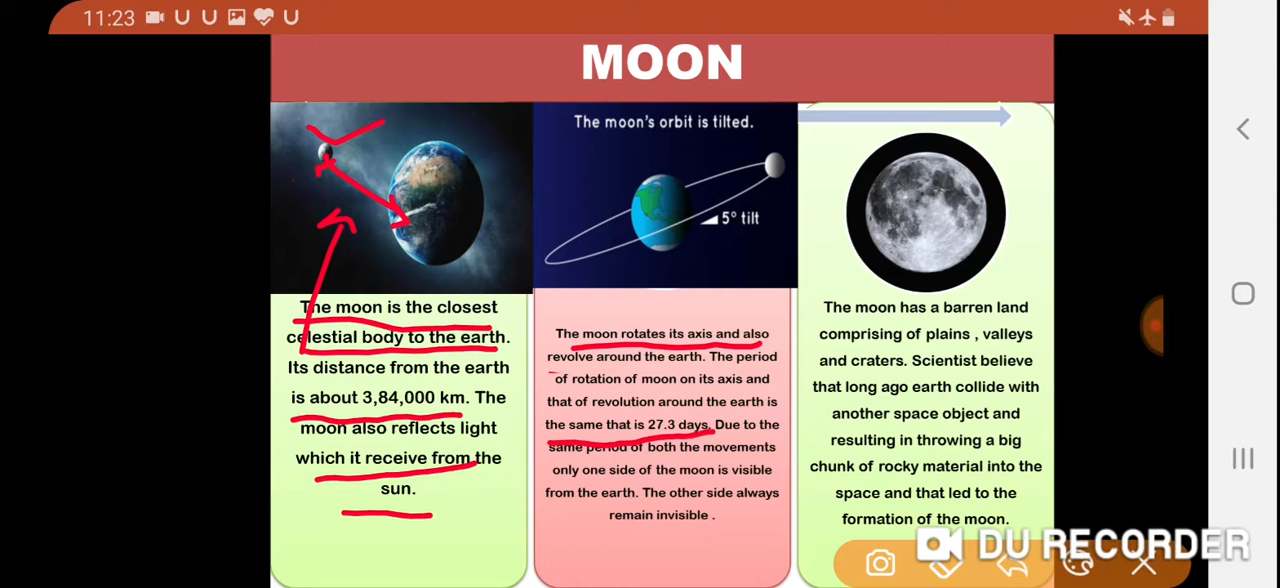 11:23
MOON
The moon is the closest
celestial body to the earth.
Its distance from the earth
is about 3,84,000 km. The
moon also reflects light
which it receive from the
sun.
The moon's orbit is tilted.
5° tilt
The moon rotates its axis and also
revolve around the earth. The period
of rotation of moon on its axis and
that of revolution around the earth is
the same that is 27.3 days. Due to the
same period of both the movements
only one side of the moon is visible
from the earth. The other side always
remain invisible .
The moon has a barren land
comprising of plains , valleys
and craters. Scientist believe
that long ago earth collide with
another space object and
resulting in throwing a big
chunk of rocky material into the
space and that led to the
formation of the moon.
DU RECORDER